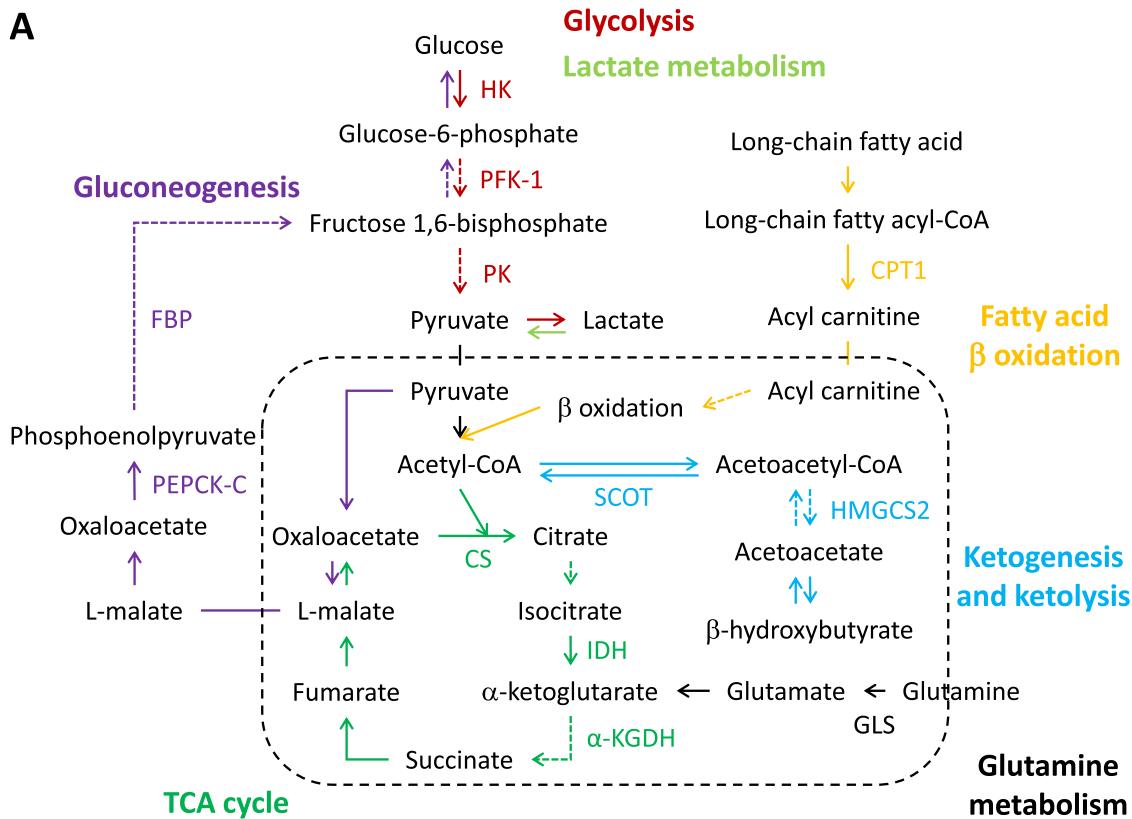 A
Glycolysis
Lactate metabolism
Glucose
HK
Glucose-6-phosphate
Long-chain fatty acid
PFK-1
Gluconeogenesis
Fructose 1,6-bisphosphate
Long-chain fatty acyl-CoA
PK
CPT1
FBP
Pyruvate
Lactate
Acyl carnitine
Fatty acid
β oxidation
Pyruvate
β oxidation
Acyl carnitine
Phosphoenolpyruvate
Acetyl-CoA
Acetoacetyl-CoA
PEPCK-C
SCOT
HMGCS2
Oxaloacetate
Oxaloacetate
Citrate
CS
Acetoacetate
Ketogenesis
and ketolysis
L-malate
L-malate
Isocitrate
β-hydroxybutyrate
IDH
Fumarate
α-ketoglutarate
Glutamate
Glutamine
GLS
α-KGDH
Succinate
Glutamine
metabolism
TCA cycle